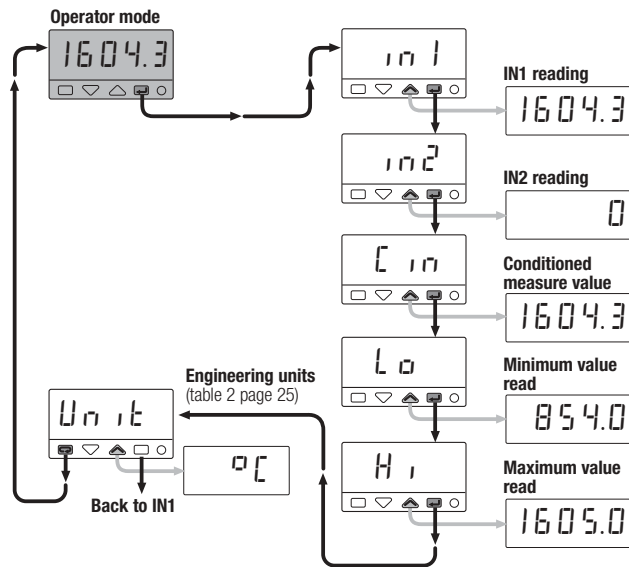 Operator mode
1604.3
in1
IN1 reading
1604.3
in2
IN2 reading
0
Cin
Conditioned
measure value
1604.3
Lo
Minimum value
read
854.0
Hi
Maximum value
read
1605.0
Engineering units
(table 2 page 25)
Unit
°C
Back to IN1